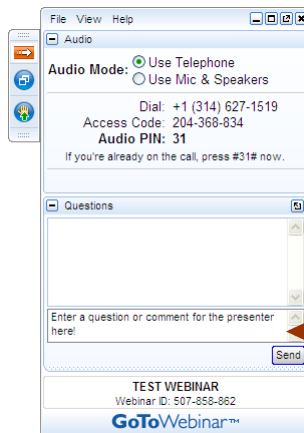 File View Help
Audio
Audio Mode: Use Telephone
Use Mic & Speakers
Dial: +1 (314) 627-1519
Access Code: 204-368-834
Audio PIN: 31
If you're already on the call, press #31# now.
Questions
Enter a question or comment for the presenter
here!
Send
TEST WEBINAR
Webinar ID: 507-858-862
GoToWebinar™